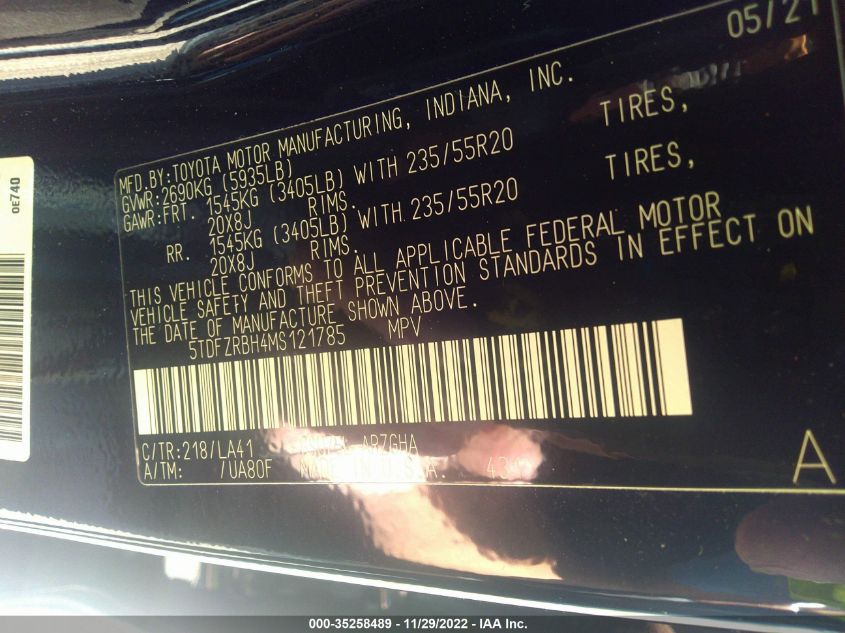 05/21
MFD.BY:TOYOTA MOTOR MANUFACTURING, INDIANA, INC.
GVWR:2690KG (5935LB)
GAWR:FRT. 1545KG (3405LB) WITH 235/55R20 TIRES,
20X8J RIMS.
RR. 1545KG (3405LB) WITH 235/55R20 TIRES,
20X8J RIMS.
THIS VEHICLE CONFORMS TO ALL APPLICABLE FEDERAL MOTOR
VEHICLE SAFETY AND THEFT PREVENTION STANDARDS IN EFFECT ON
THE DATE OF MANUFACTURE SHOWN ABOVE.
5TDFZRBH4MS121785 MPV
C/TR:218/LA41
A/TM: /UA80F
A
0E740
000-35258489 - 11/29/2022 - IAA Inc.